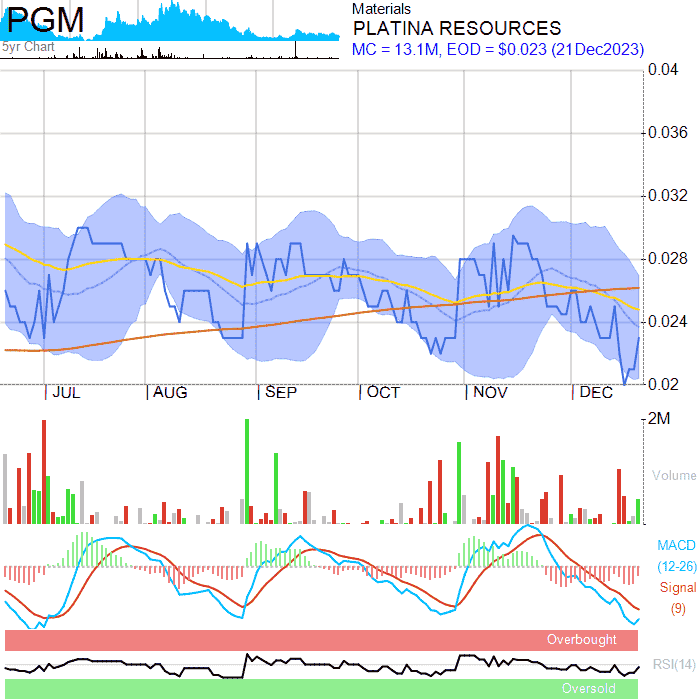 PGM
5yr Chart
Materials
PLATINA RESOURCES
MC = 13.1M, EOD = $0.023 (21Dec2023)
0.04
0.036
0.032
0.028
0.024
0.02
JUL AUG SEP OCT NOV DEC
2M
Volume
MACD
(12-26)
Signal
(9)
Overbought
RSI(14)
Oversold